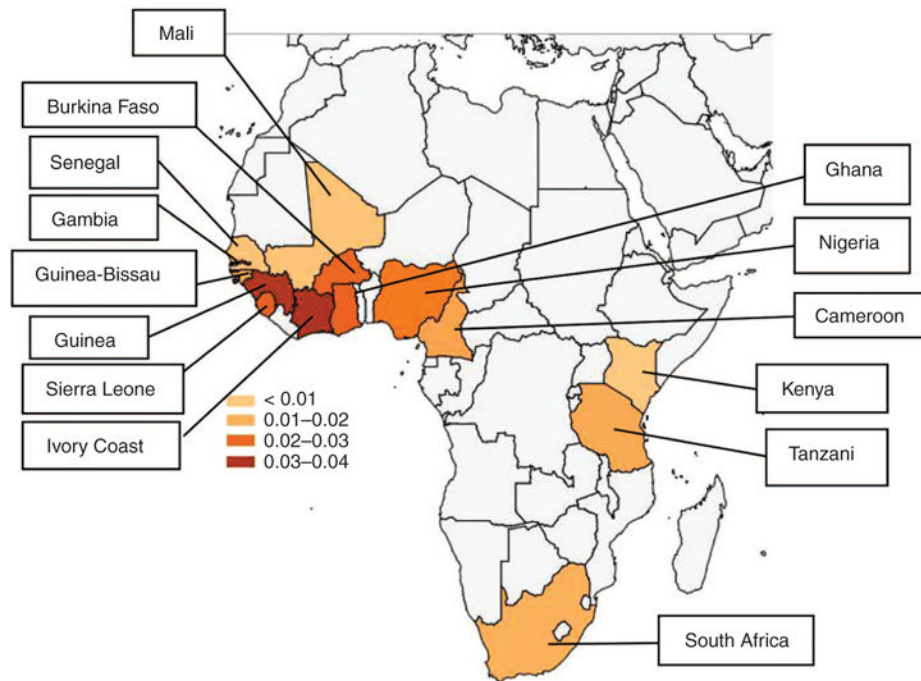 Mali
Burkina Faso
Senegal
Gambia
Guinea-Bissau
Guinea
Sierra Leone
Ivory Coast
Ghana
Nigeria
Cameroon
Kenya
Tanzani
South Africa
< 0.01
0.01–0.02
0.02–0.03
0.03–0.04